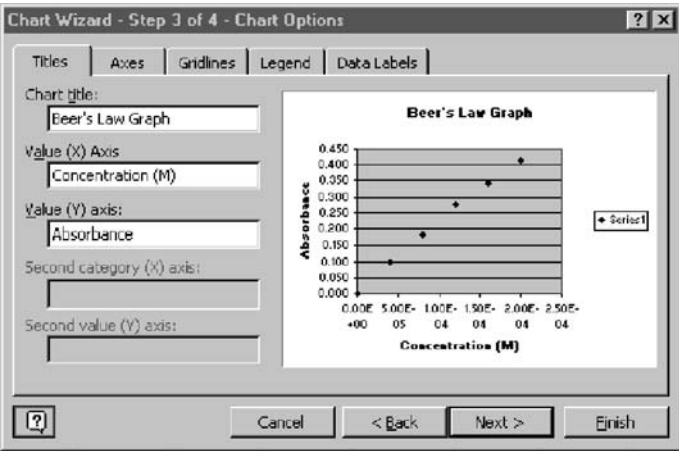 Chart Wizard - Step 3 of 4 - Chart Options
Titles Axes Gridlines Legend Data Labels
Chart title:
Beer's Law Graph
Value (X) Axis
Concentration (M)
Value (Y) axis:
Absorbance
Second category (X) axis:
Second value (Y) axis:
Beer's Law Graph
0.450
0.400
0.350
0.300
0.250
0.200
0.150
0.100
0.050
0.000
Absorbance
0.00E 5.00E- 1.00E- 1.50E- 2.00E- 2.50E-
+00 05 04 04 04 04
Concentration (M)
Series1
Cancel < Back Next > Finish